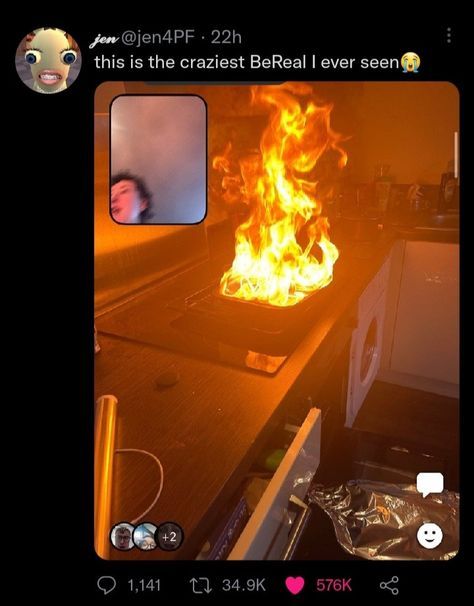 jen @jen4PF · 22h
this is the craziest BeReal I ever seen😭
+2
1,141 34.9K 576K